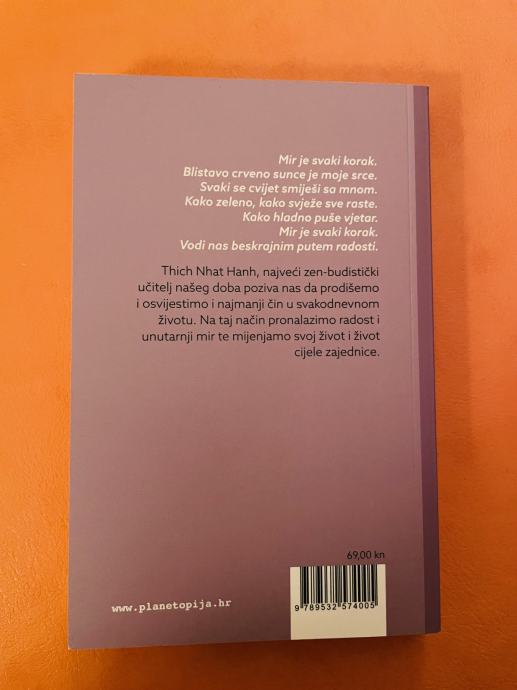 Mir je svaki korak.
Blistavo crveno sunce je moje srce.
Svaki se cvijet smiješi sa mnom.
Kako zeleno, kako svježe sve raste.
Kako hladno puše vjetar.
Mir je svaki korak.
Vodi nas beskrajnim putem radosti.
Thich Nhat Hanh, najveći zen-budistički
učitelj našeg doba poziva nas da prodišemo
i osvijestimo i najmanji čin u svakodnevnom
životu. Na taj način pronalazimo radost i
unutarnji mir te mijenjamo svoj život i život
cijele zajednice.
69,00 kn
www.planetopija.hr
9 789532 574005